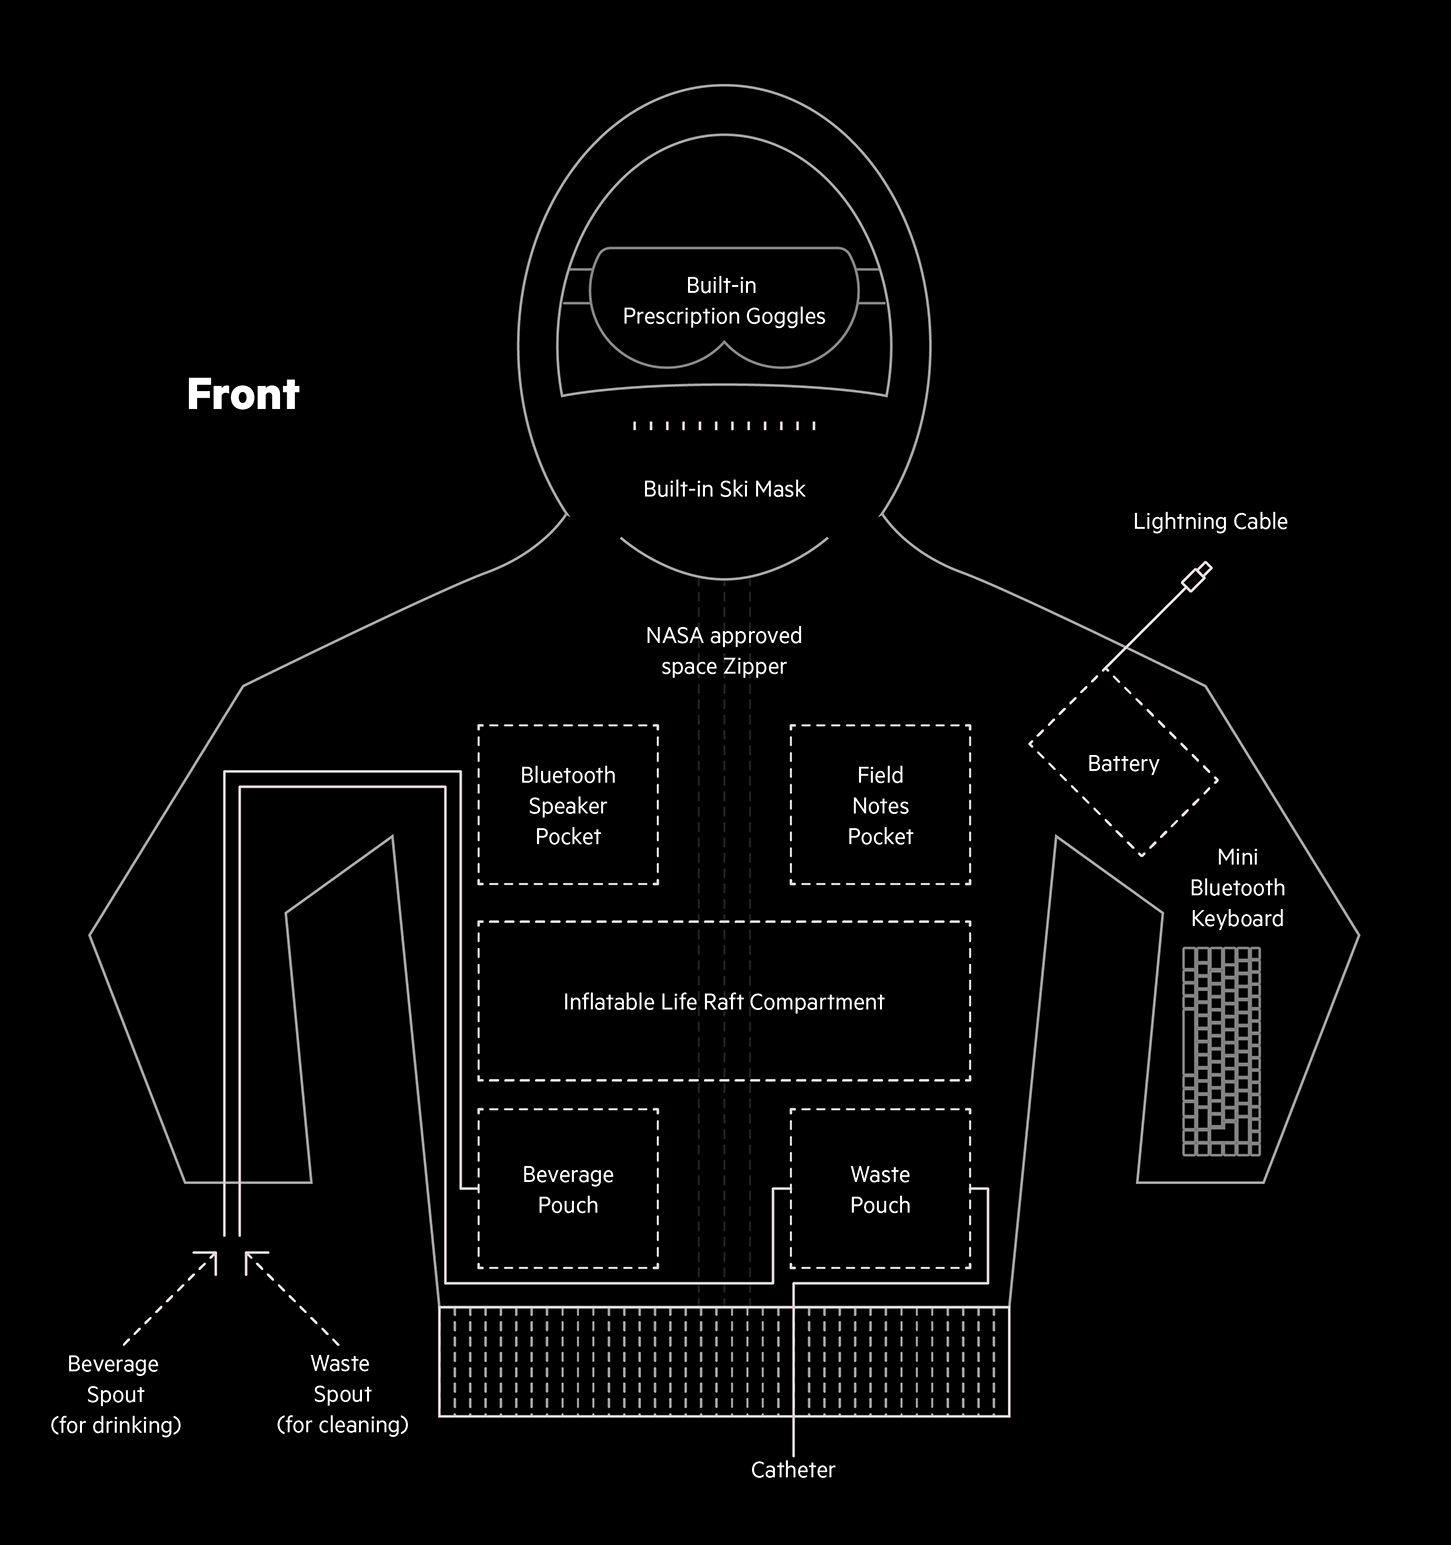 Built-in
Prescription Goggles
Front
Built-in Ski Mask
Lightning Cable
NASA approved
space Zipper
Bluetooth
Speaker
Pocket
Field
Notes
Pocket
Battery
Mini
Bluetooth
Keyboard
Inflatable Life Raft Compartment
Beverage
Pouch
Waste
Pouch
Beverage
Spout
(for drinking)
Waste
Spout
(for cleaning)
Catheter